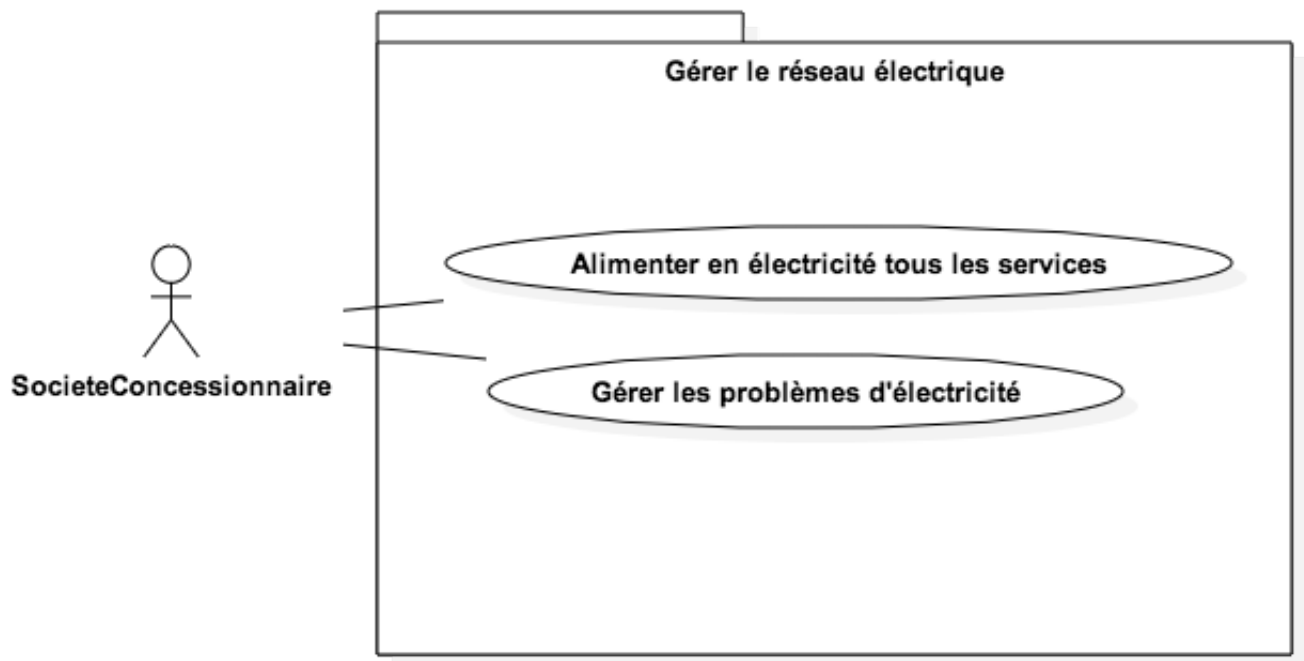 Gérer le réseau électrique
Alimenter en électricité tous les services
SocieteConcessionnaire
Gérer les problèmes d'électricité